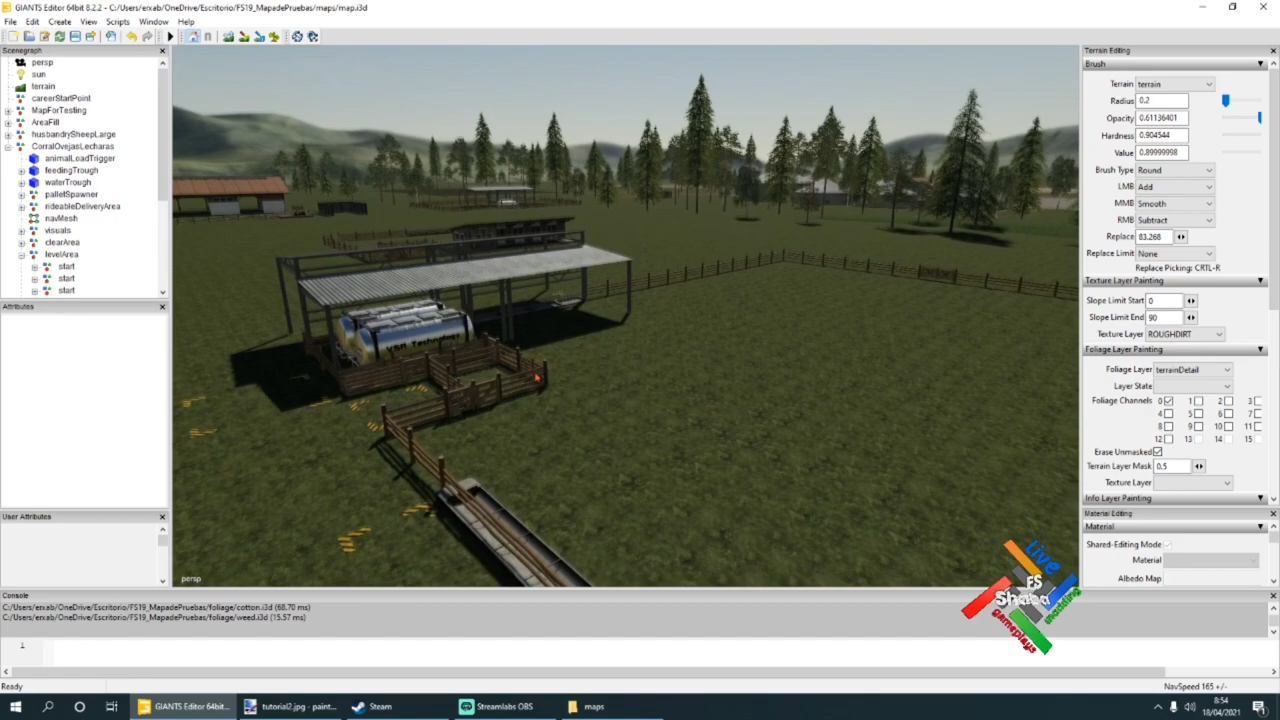 GIANTS Editor 64bit 8.2.2 - C:/Users/erxab/OneDrive/Escritorio/FS19_MapadePruebas/maps/map.i3d
File Edit Create View Scripts Window Help
Scenegraph
persp
sun
terrain
careerStartPoint
MapForTesting
AreaFill
husbandrySheepLarge
CorralOvejasLecharas
animalLoadTrigger
feedingTrough
waterTrough
palletSpawner
rideableDeliveryArea
navMesh
visuals
clearArea
levelArea
start
start
start
Attributes
User Attributes
persp
Terrain Editing
Brush
Terrain terrain
Radius 0.2
Opacity 0.61136401
Hardness 0.904544
Value 0.89999998
Brush Type Round
LMB Add
MMB Smooth
RMB Subtract
Replace 83.268
Replace Limit None
Replace Picking: CRTL-R
Texture Layer Painting
Slope Limit Start 0
Slope Limit End 90
Texture Layer ROUGHDIRT
Foliage Layer Painting
Foliage Layer terrainDetail
Layer State
Foliage Channels 0 1 2 3
4 5 6 7
8 9 10 11
12 13 14 15
Erase Unmasked
Terrain Layer Mask 0.5
Texture Layer
Info Layer Painting
Material Editing
Material
Shared-Editing Mode
Material
Albedo Map
Live
FS
Shaba
gameplays
modding
Console
C:/Users/erxab/OneDrive/Escritorio/FS19_MapadePruebas/foliage/cotton.i3d (68.70 ms)
C:/Users/erxab/OneDrive/Escritorio/FS19_MapadePruebas/foliage/weed.i3d (15.57 ms)
1
Ready
NavSpeed 165 +/-
GIANTS Editor 64bit...
tutorial2.jpg - paint...
Steam
Streamlabs OBS
maps
8:54
18/04/2021